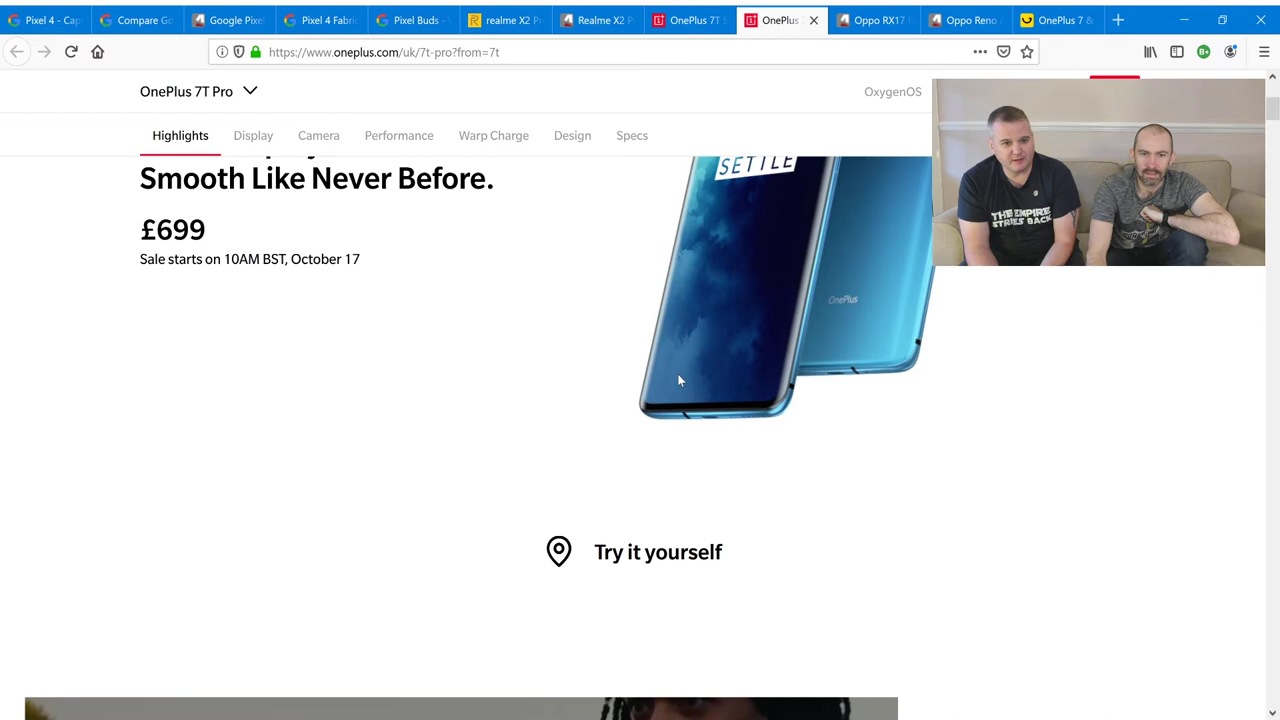 Pixel 4 - Cap
Compare Go
Google Pixel
Pixel 4 Fabric
Pixel Buds -
realme X2 P
Realme X2 P
OnePlus 7T
OnePlus
Oppo RX17
Oppo Reno
OnePlus 7 &
https://www.oneplus.com/uk/7t-pro?from=7t
OnePlus 7T Pro
OxygenOS
Highlights
Display
Camera
Performance
Warp Charge
Design
Specs
Smooth Like Never Before.
£699
Sale starts on 10AM BST, October 17
SETTLE
OnePlus
THE EMPIRE
STRIKES BACK
Try it yourself